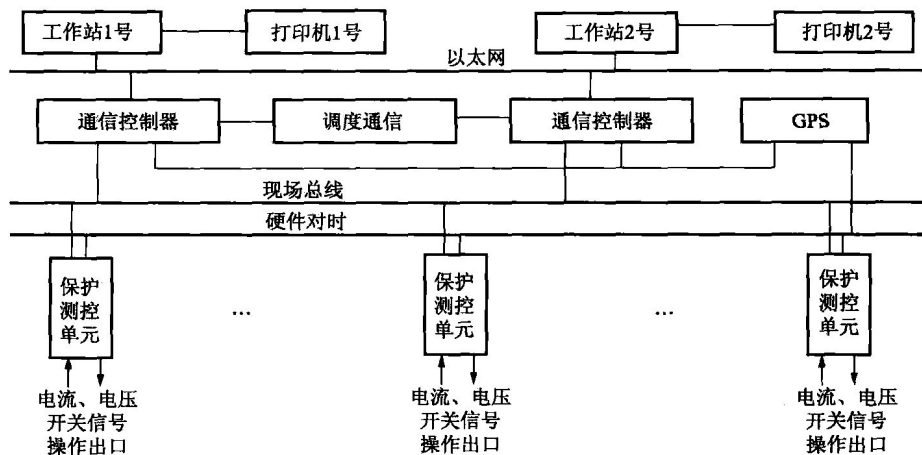 工作站1号
打印机1号
工作站2号
打印机2号
以太网
通信控制器
调度通信
通信控制器
GPS
现场总线
硬件对时
保护
测控
单元
…
保护
测控
单元
…
保护
测控
单元
电流、电压
开关信号
操作出口
电流、电压
开关信号
操作出口
电流、电压
开关信号
操作出口